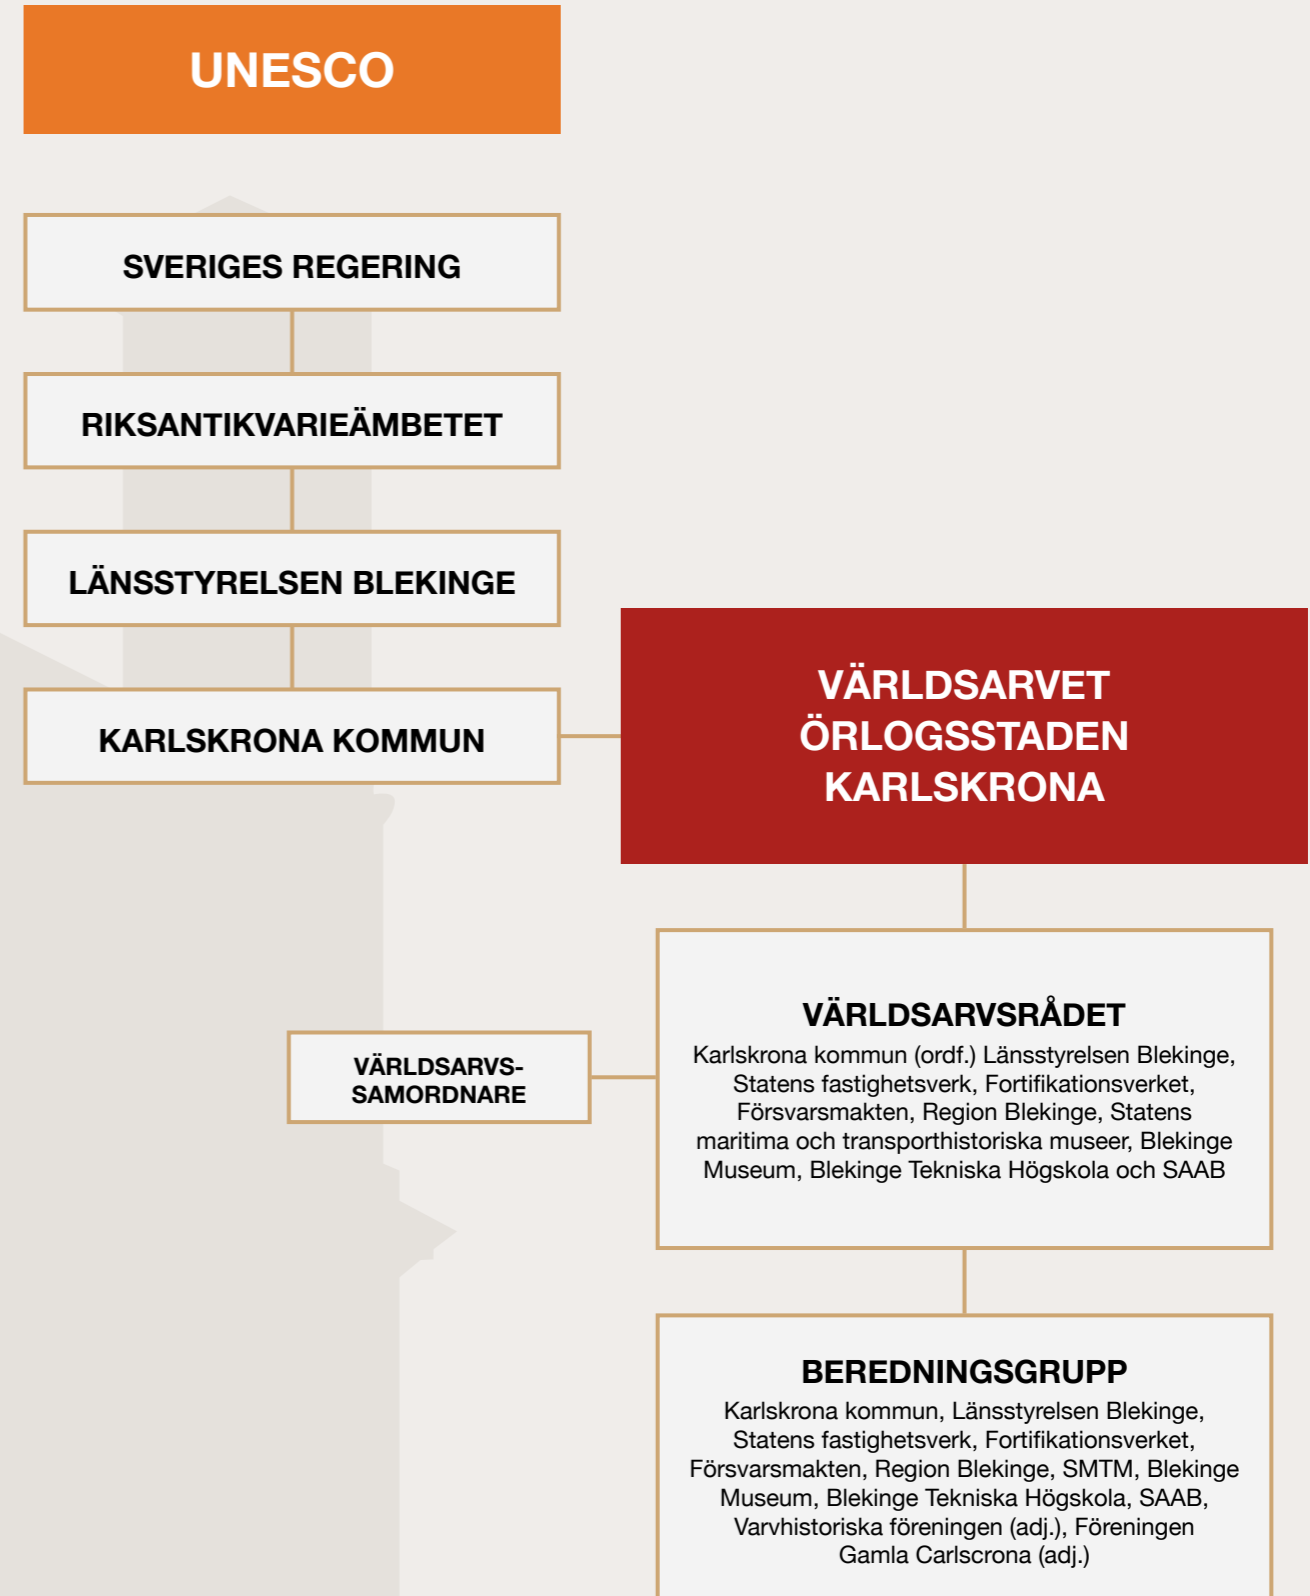 UNESCO
SVERIGES REGERING
RIKSANTIKVARIEÄMBETET
LÄNSSTYRELSEN BLEKINGE
KARLSKRONA KOMMUN
VÄRLDSARVET
ÖRLOGSSTADEN
KARLSKRONA
VÄRLDSARVSRÅDET
Karlskrona kommun (ordf.) Länsstyrelsen Blekinge,
Statens fastighetsverk, Fortifikationsverket,
Försvarsmakten, Region Blekinge, Statens
maritima och transporthistoriska museer, Blekinge
Museum, Blekinge Tekniska Högskola och SAAB
VÄRLDSARVS-
SAMORDNARE
BEREDNINGSGRUPP
Karlskrona kommun, Länsstyrelsen Blekinge,
Statens fastighetsverk, Fortifikationsverket,
Försvarsmakten, Region Blekinge, SMTM, Blekinge
Museum, Blekinge Tekniska Högskola, SAAB,
Varvhistoriska föreningen (adj.), Föreningen
Gamla Carlscrona (adj.)